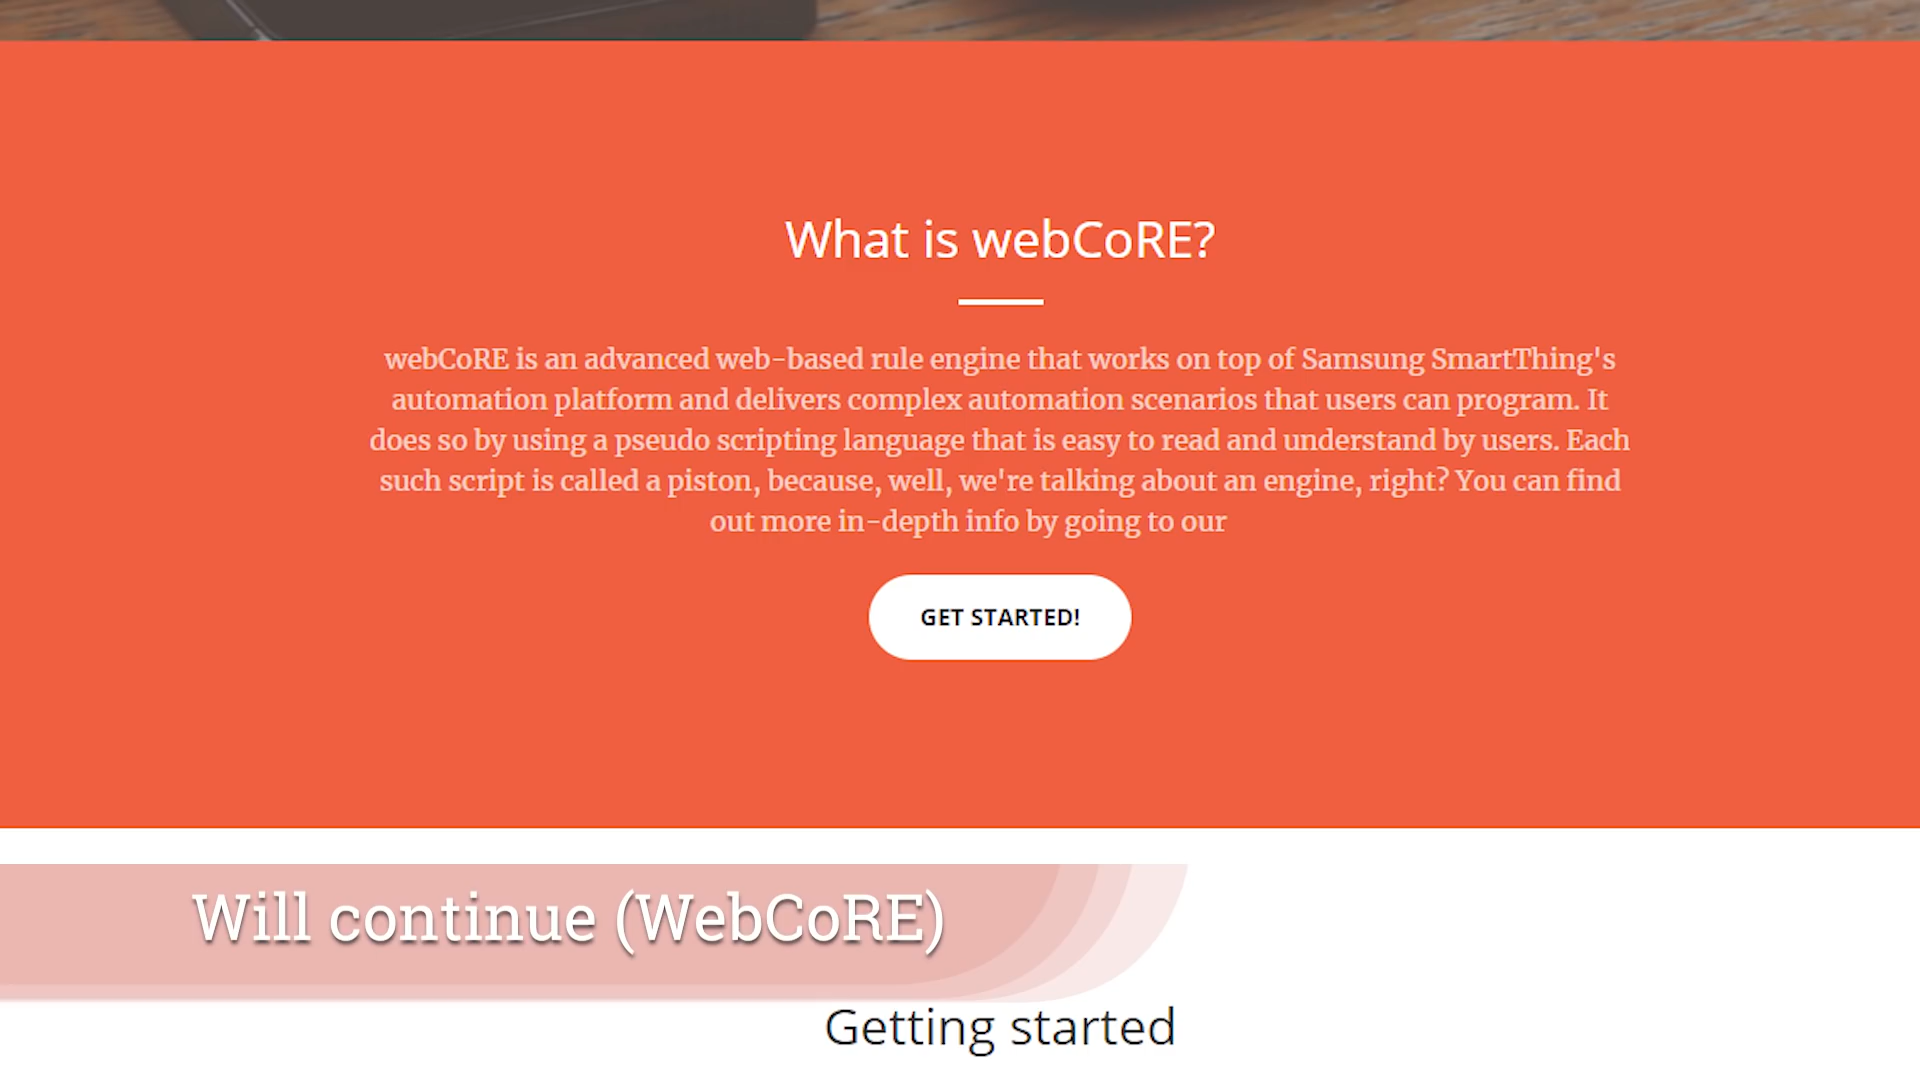 What is webCoRE?
webCoRE is an advanced web-based rule engine that works on top of Samsung SmartThing's
automation platform and delivers complex automation scenarios that users can program. It
does so by using a pseudo scripting language that is easy to read and understand by users. Each
such script is called a piston, because, well, we're talking about an engine, right? You can find
out more in-depth info by going to our
GET STARTED!
Will continue (WebCoRE)
Getting started